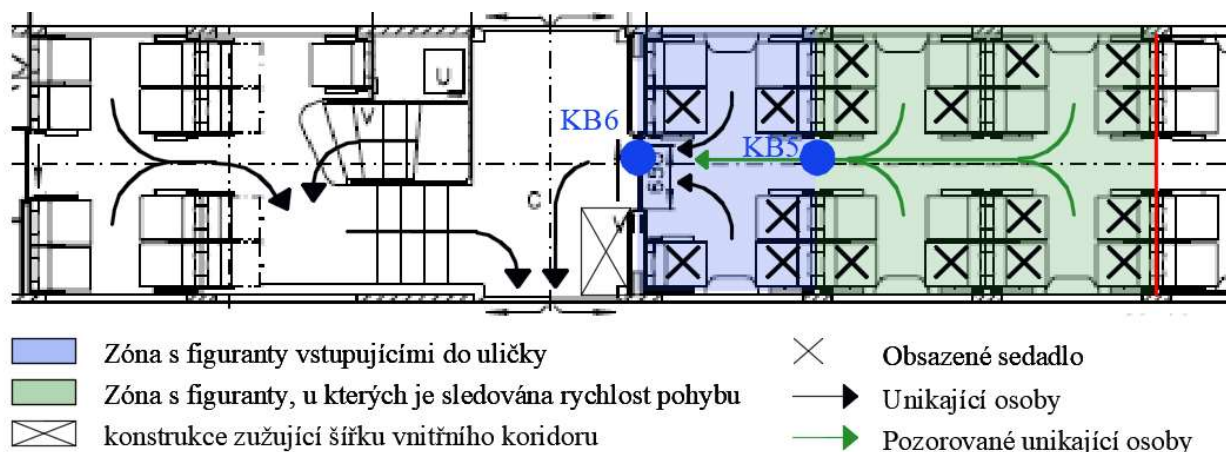 U
V
KB6
KB5
650
C
V
Zóna s figuranty vstupujícími do uličky
Zóna s figuranty, u kterých je sledována rychlost pohybu
konstrukce zužující šířku vnitřního koridoru
Obsazené sedadlo
Unikající osoby
Pozorované unikající osoby